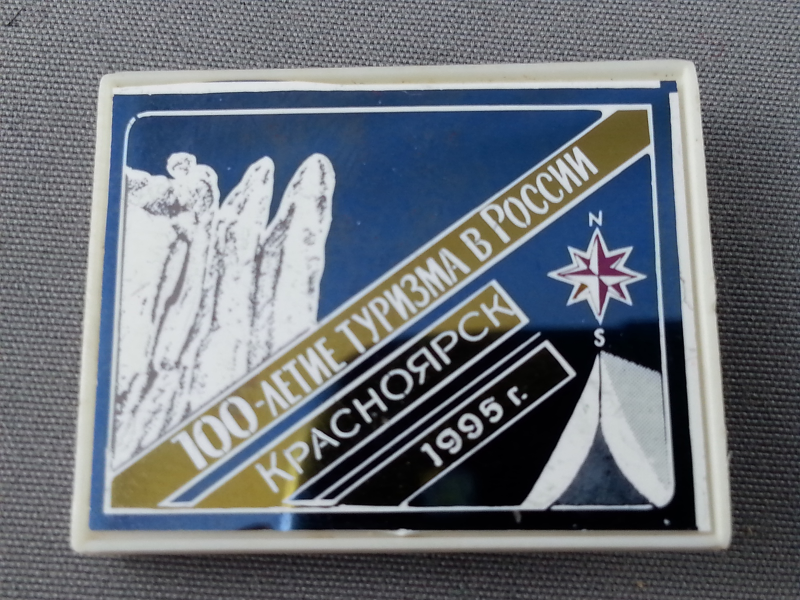 100-ЛЕТИЕ ТУРИЗМА В РОССИИ
КРАСНОЯРСК
1995 г.
N
S